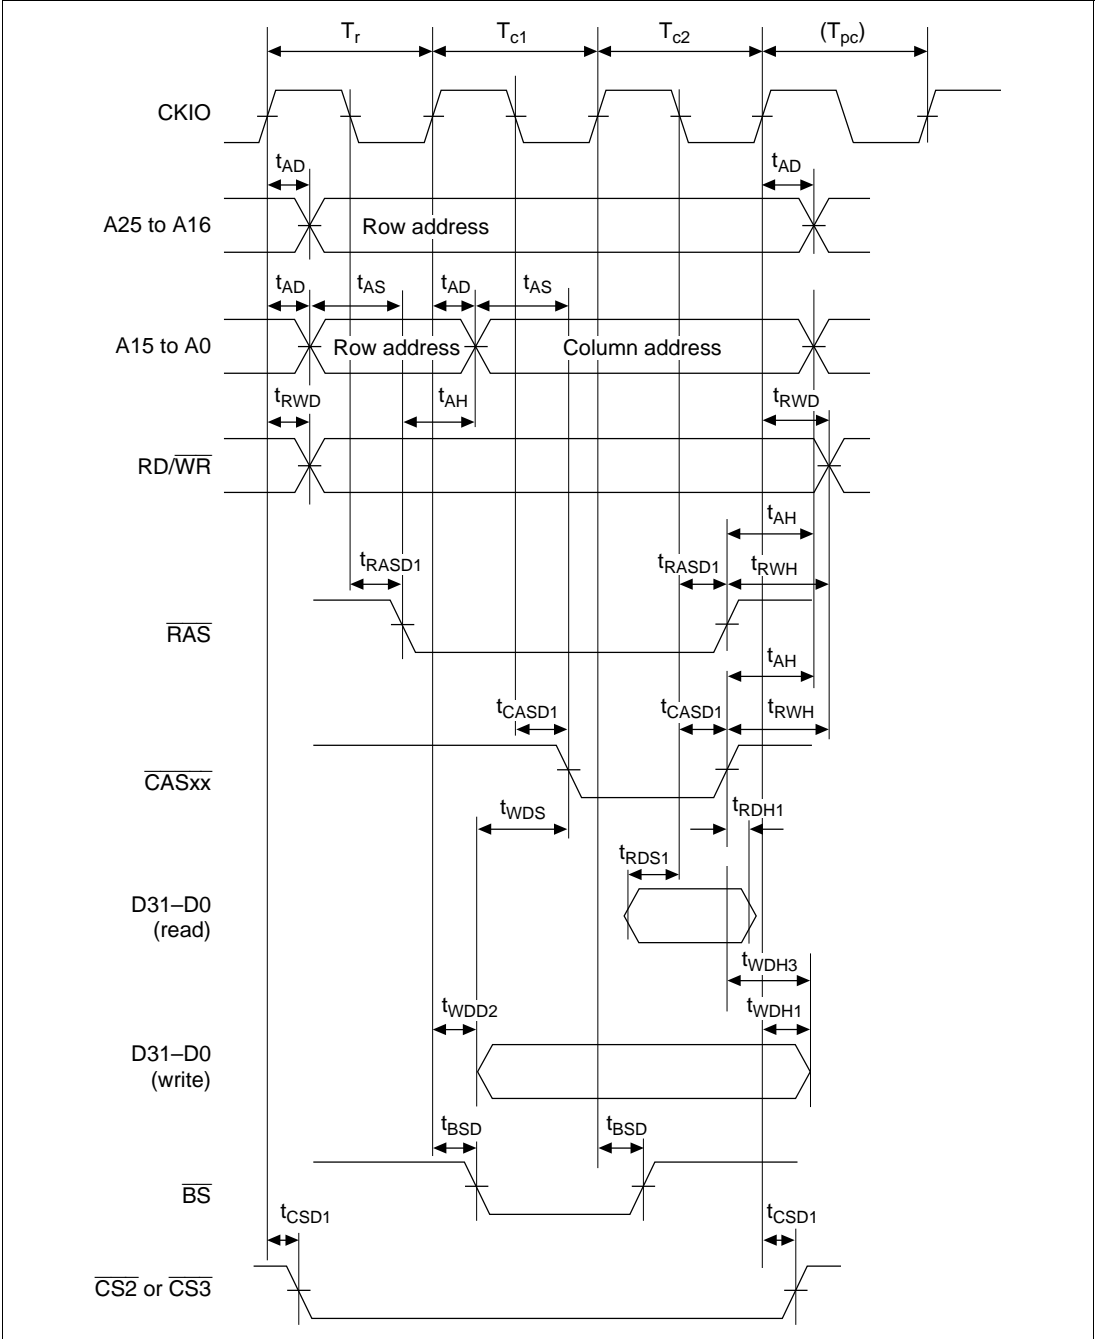 Tr Tc1 Tc2 (Tpc)
CKIO
tAD tAD
A25 to A16 Row address
tAD tAS tAD tAS
A15 to A0 Row address Column address
tRWD tAH tRWD
RD/WR
tAH
tRASD1 tRASD1 tRWH
RAS
tAH
tCASD1 tCASD1 tRWH
CASxx
tWDS tRDH1
tRDS1
D31–D0
(read)
tWDH3
tWDD2 tWDH1
D31–D0
(write)
tBSD tBSD
BS
tCSD1 tCSD1
CS2 or CS3